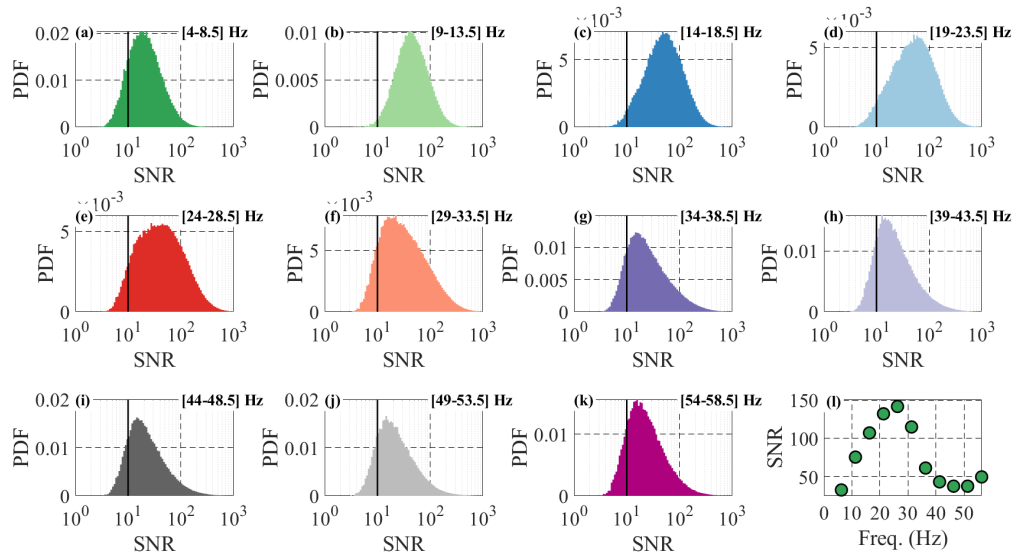 (a) [4-8.5] Hz
PDF
0.02
0.01
0
10^0 10^1 10^2 10^3
SNR
(b) [9-13.5] Hz
PDF
0.01
0.005
0
10^0 10^1 10^2 10^3
SNR
(c) [14-18.5] Hz
10^-3
PDF
5
0
10^0 10^1 10^2 10^3
SNR
(d) [19-23.5] Hz
PDF
5
0
10^0 10^1 10^2 10^3
SNR
(e) [24-28.5] Hz
10^-3
PDF
5
0
10^0 10^1 10^2 10^3
SNR
(f) [29-33.5] Hz
10^-3
PDF
5
0
10^0 10^1 10^2 10^3
SNR
(g) [34-38.5] Hz
PDF
0.01
0.005
0
10^0 10^1 10^2 10^3
SNR
(h) [39-43.5] Hz
PDF
0.01
0
10^0 10^1 10^2 10^3
SNR
(i) [44-48.5] Hz
PDF
0.02
0.01
0
10^0 10^1 10^2 10^3
SNR
(j) [49-53.5] Hz
PDF
0.02
0.01
0
10^0 10^1 10^2 10^3
SNR
(k) [54-58.5] Hz
PDF
0.01
0
10^0 10^1 10^2 10^3
SNR
(l)
SNR
150
100
50
0 10 20 30 40 50
Freq. (Hz)